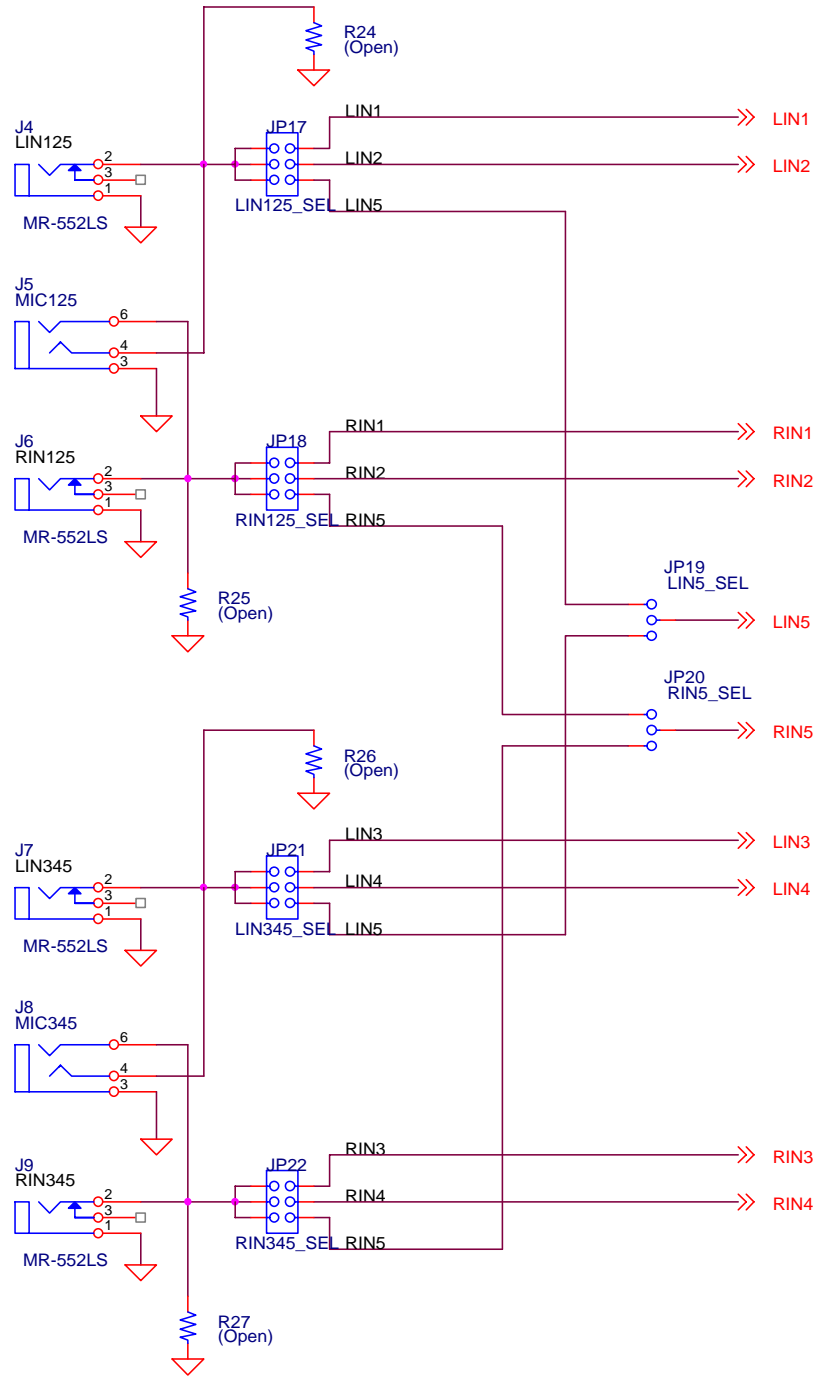 R24
(Open)
J4
LIN125
2
3
1
MR-552LS
JP17
LIN125_SEL
LIN1
LIN2
LIN5
LIN1
LIN2
J5
MIC125
6
4
3
J6
RIN125
2
3
1
MR-552LS
JP18
RIN125_SEL
RIN1
RIN2
RIN5
RIN1
RIN2
R25
(Open)
JP19
LIN5_SEL
LIN5
JP20
RIN5_SEL
RIN5
R26
(Open)
J7
LIN345
2
3
1
MR-552LS
JP21
LIN345_SEL
LIN3
LIN4
LIN5
LIN3
LIN4
J8
MIC345
6
4
3
J9
RIN345
2
3
1
MR-552LS
JP22
RIN345_SEL
RIN3
RIN4
RIN5
RIN3
RIN4
R27
(Open)